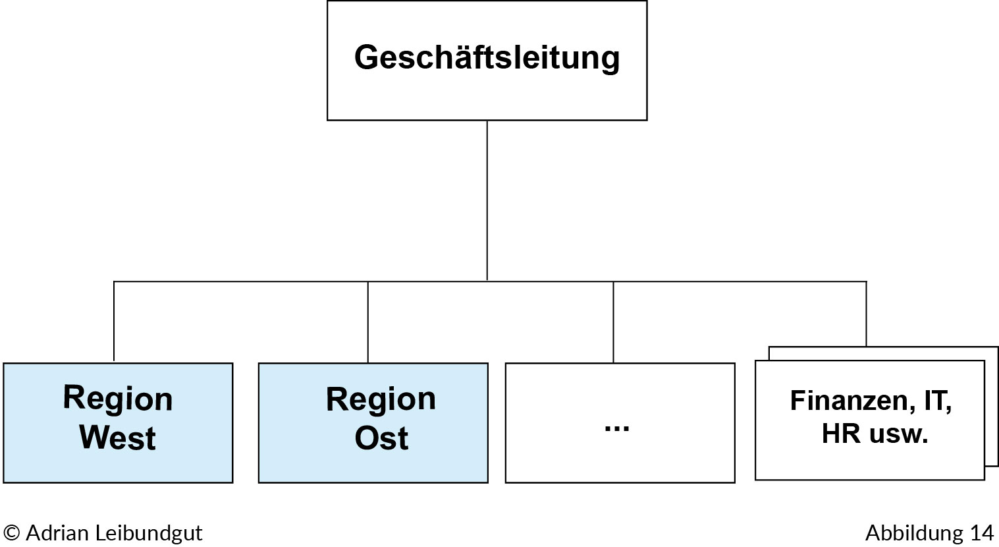 Geschäftsleitung
Region
West
Region
Ost
...
Finanzen, IT,
HR usw.
© Adrian Leibundgut
Abbildung 14